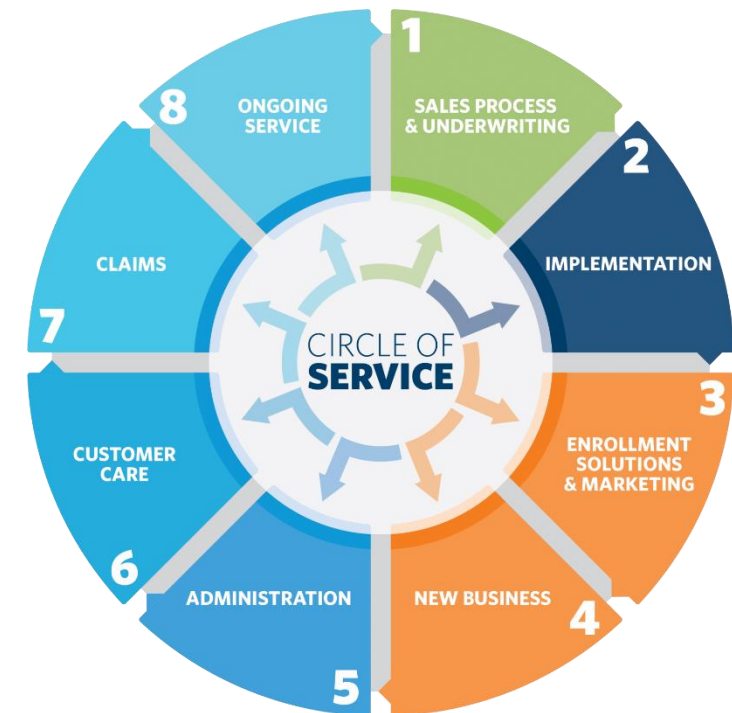 1
SALES PROCESS
& UNDERWRITING
2
IMPLEMENTATION
3
ENROLLMENT
SOLUTIONS
& MARKETING
4
NEW BUSINESS
5
ADMINISTRATION
6
CUSTOMER
CARE
7
CLAIMS
8
ONGOING
SERVICE
CIRCLE OF
SERVICE